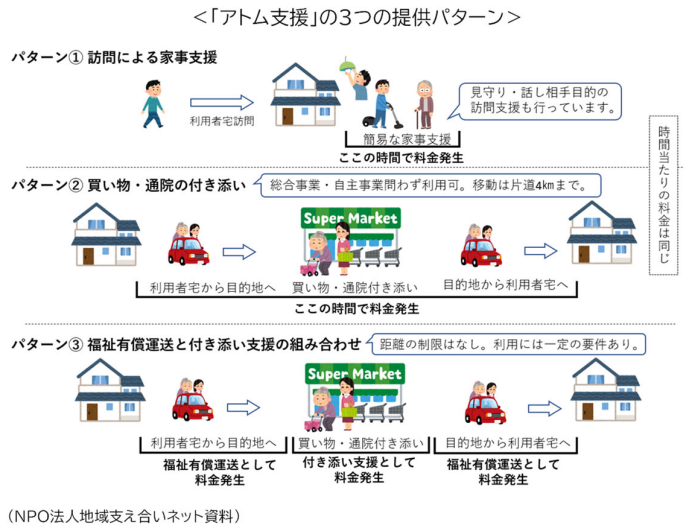 ＜「アトム支援」の3つの提供パターン＞
パターン① 訪問による家事支援
利用者宅訪問
見守り・話し相手目的の
訪問支援も行っています。
簡易な家事支援
ここの時間で料金発生
時間当たりの料金は同じ
パターン② 買い物・通院の付き添い
総合事業・自主事業問わず利用可。移動は片道4kmまで。
Super Market
利用者宅から目的地へ
買い物・通院付き添い
目的地から利用者宅へ
ここの時間で料金発生
パターン③ 福祉有償運送と付き添い支援の組み合わせ
距離の制限はなし。利用には一定の要件あり。
Super Market
利用者宅から目的地へ
買い物・通院付き添い
目的地から利用者宅へ
福祉有償運送として
料金発生
付き添い支援として
料金発生
福祉有償運送として
料金発生
（NPO法人地域支え合いネット資料）